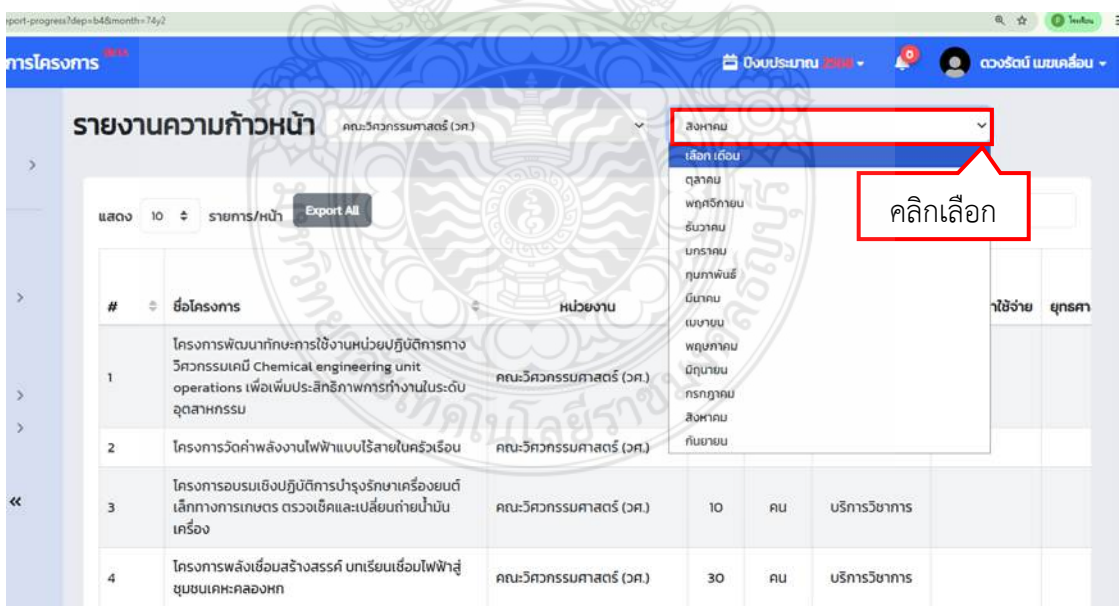 eport-progress?dep=b4&month=74y2
การโครงการ
ปีงบประมาณ 2568
0
ดวงรัตน์ เมฆเคลื่อน
รายงานความก้าวหน้า
คณะวิศวกรรมศาสตร์ (วศ.)
สิงหาคม
เลือก เดือน
ตุลาคม
พฤศจิกายน
ธันวาคม
มกราคม
กุมภาพันธ์
มีนาคม
เมษายน
พฤษภาคม
มิถุนายน
กรกฎาคม
สิงหาคม
กันยายน
คลิกเลือก
แสดง 10 รายการ/หน้า Export All
# ชื่อโครงการ หน่วยงาน าใช้จ่าย ยุทธศา
1 โครงการพัฒนาทักษะการใช้งานหน่วยปฏิบัติการทาง
วิศวกรรมเคมี Chemical engineering unit
operations เพื่อเพิ่มประสิทธิภาพการทำงานในระดับ
อุตสาหกรรม
คณะวิศวกรรมศาสตร์ (วศ.)
2 โครงการวัดค่าพลังงานไฟฟ้าแบบไร้สายในครัวเรือน คณะวิศวกรรมศาสตร์ (วศ.)
3 โครงการอบรมเชิงปฏิบัติการบำรุงรักษาเครื่องยนต์
เล็กทางการเกษตร ตรวจเช็คและเปลี่ยนถ่ายน้ำมัน
เครื่อง
คณะวิศวกรรมศาสตร์ (วศ.) 10 คน บริการวิชาการ
4 โครงการพลังเชื่อมสร้างสรรค์ บทเรียนเชื่อมไฟฟ้าสู่
ชุมชนเคหะคลองหก
คณะวิศวกรรมศาสตร์ (วศ.) 30 คน บริการวิชาการ